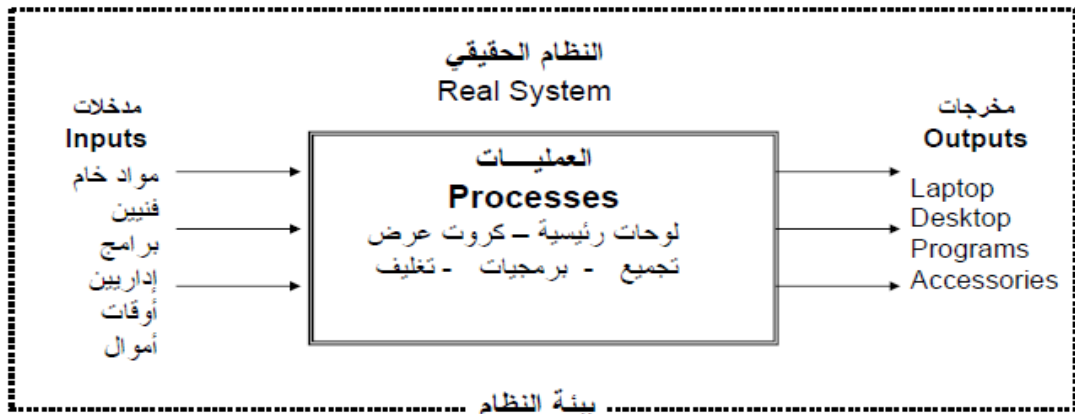 النظام الحقيقي
Real System
مدخلات
Inputs
مواد خام
فنيين
برامج
إداريين
أوقات
أموال
العمليـــات
Processes
لوحات رئيسية – كروت عرض
تجميع - برمجيات - تغليف
مخرجات
Outputs
Laptop
Desktop
Programs
Accessories
بيئة النظام